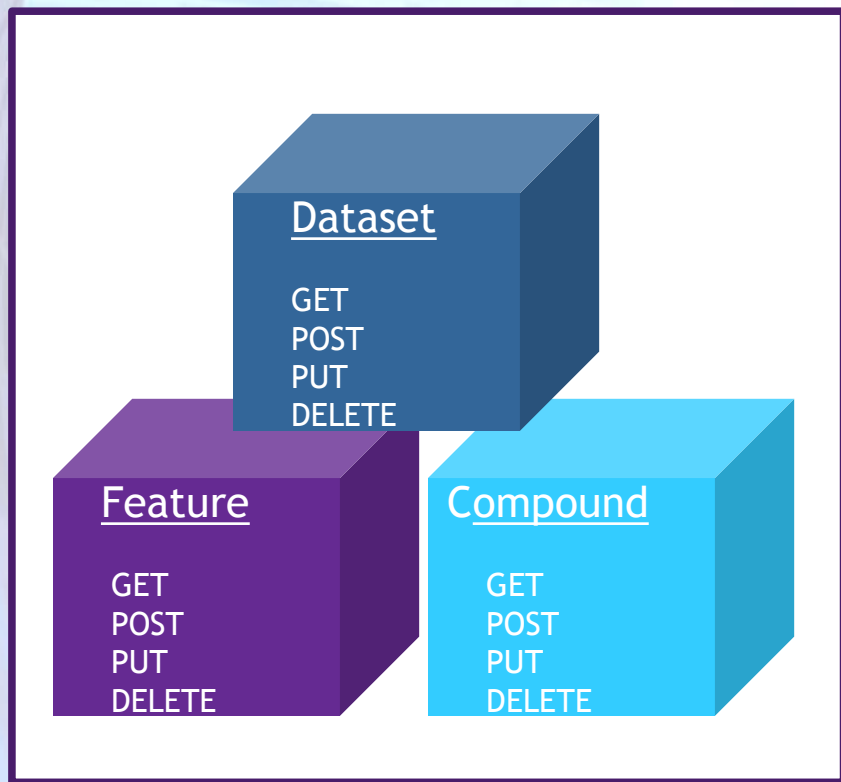 Dataset
GET
POST
PUT
DELETE
Feature
GET
POST
PUT
DELETE
Compound
GET
POST
PUT
DELETE